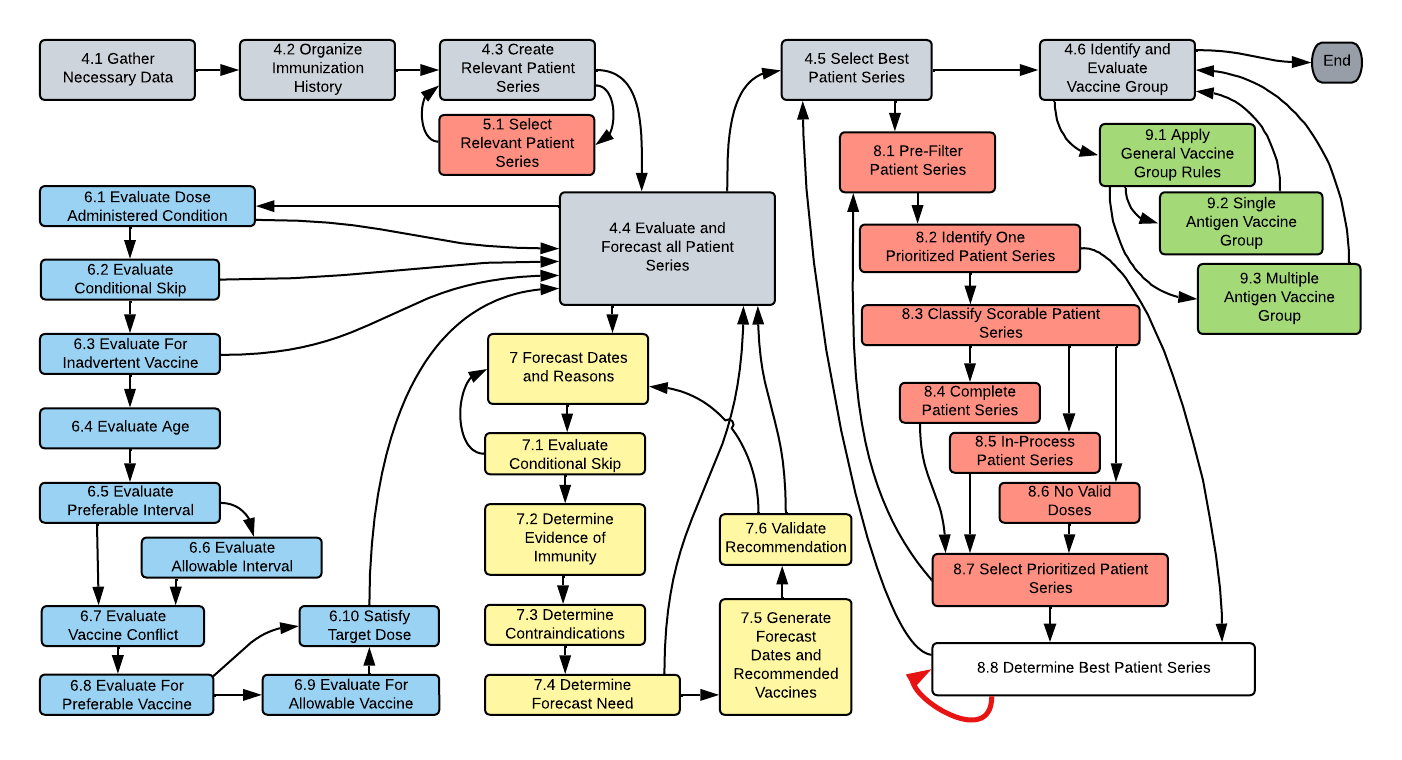 4.1 Gather
Necessary Data
4.2 Organize
Immunization
History
4.3 Create
Relevant Patient
Series
5.1 Select
Relevant Patient
Series
4.5 Select Best
Patient Series
4.6 Identify and
Evaluate
Vaccine Group
End
9.1 Apply
General Vaccine
Group Rules
9.2 Single
Antigen Vaccine
Group
9.3 Multiple
Antigen Vaccine
Group
6.1 Evaluate Dose
Administered Condition
6.2 Evaluate
Conditional Skip
6.3 Evaluate For
Inadvertent Vaccine
6.4 Evaluate Age
6.5 Evaluate
Preferable Interval
6.6 Evaluate
Allowable Interval
6.7 Evaluate
Vaccine Conflict
6.8 Evaluate For
Preferable Vaccine
6.9 Evaluate For
Allowable Vaccine
6.10 Satisfy
Target Dose
4.4 Evaluate and
Forecast all Patient
Series
7 Forecast Dates
and Reasons
7.1 Evaluate
Conditional Skip
7.2 Determine
Evidence of
Immunity
7.3 Determine
Contraindications
7.4 Determine
Forecast Need
7.5 Generate
Forecast
Dates and
Recommended
Vaccines
7.6 Validate
Recommendation
8.1 Pre-Filter
Patient Series
8.2 Identify One
Prioritized Patient Series
8.3 Classify Scorable Patient
Series
8.4 Complete
Patient Series
8.5 In-Process
Patient Series
8.6 No Valid
Doses
8.7 Select Prioritized Patient
Series
8.8 Determine Best Patient Series